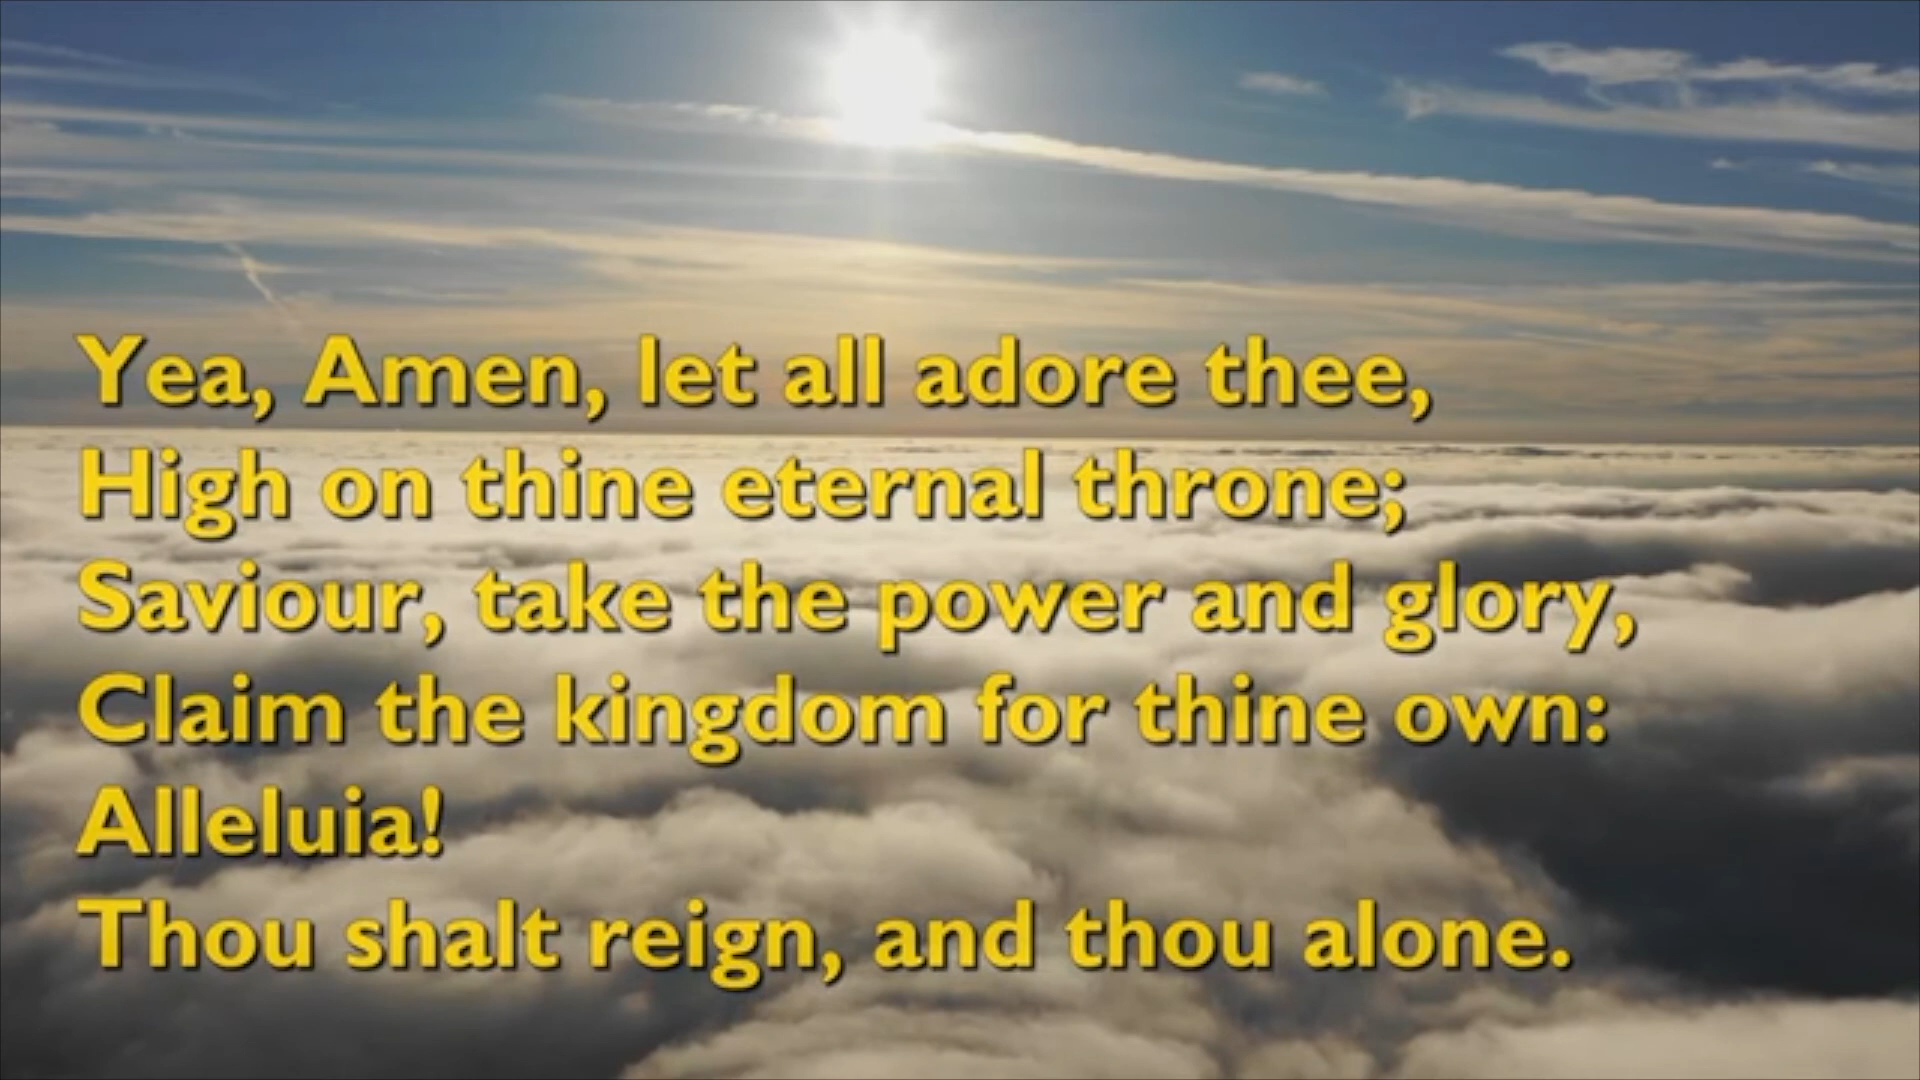 Yea, Amen, let all adore thee,
High on thine eternal throne;
Saviour, take the power and glory,
Claim the kingdom for thine own:
Alleluia!
Thou shalt reign, and thou alone.